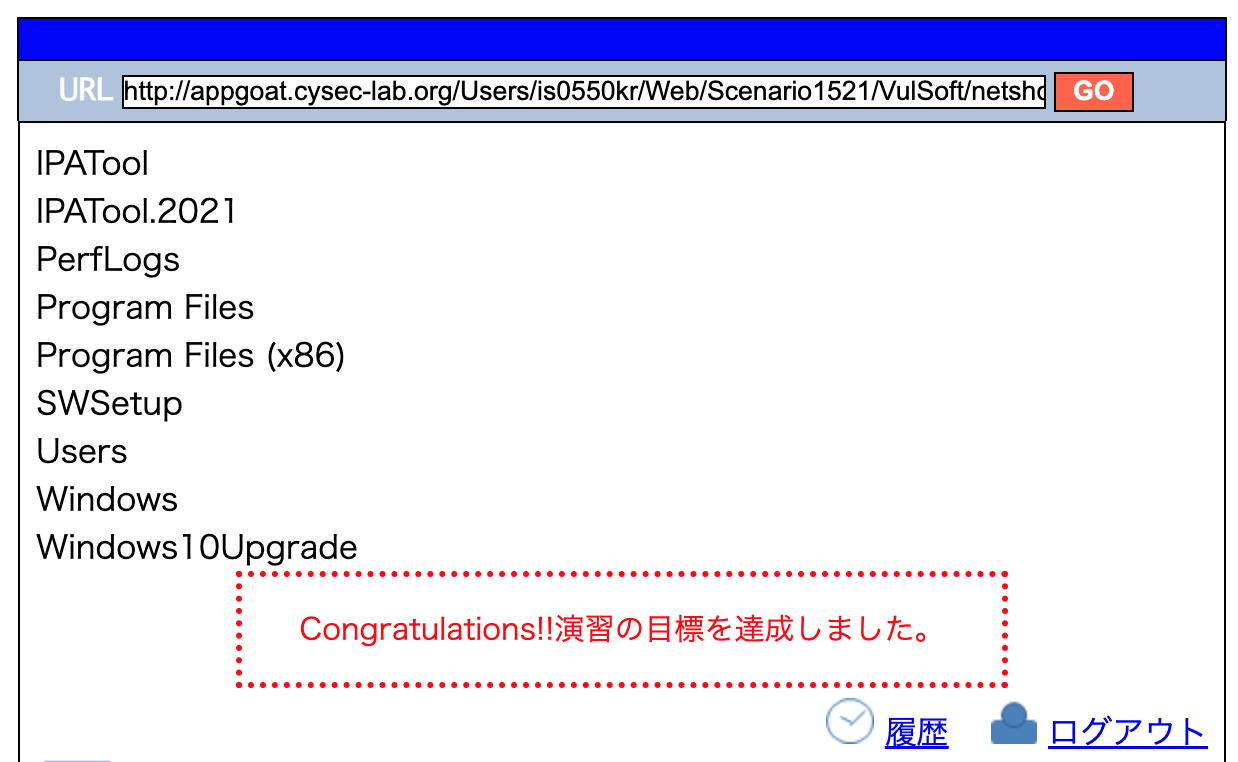 URL http://appgoat.cysec-lab.org/Users/is0550kr/Web/Scenario1521/VulSoft/netsho GO
IPATool
IPATool.2021
PerfLogs
Program Files
Program Files (x86)
SWSetup
Users
Windows
Windows10Upgrade
Congratulations!!演習の目標を達成しました。
履歴 ログアウト